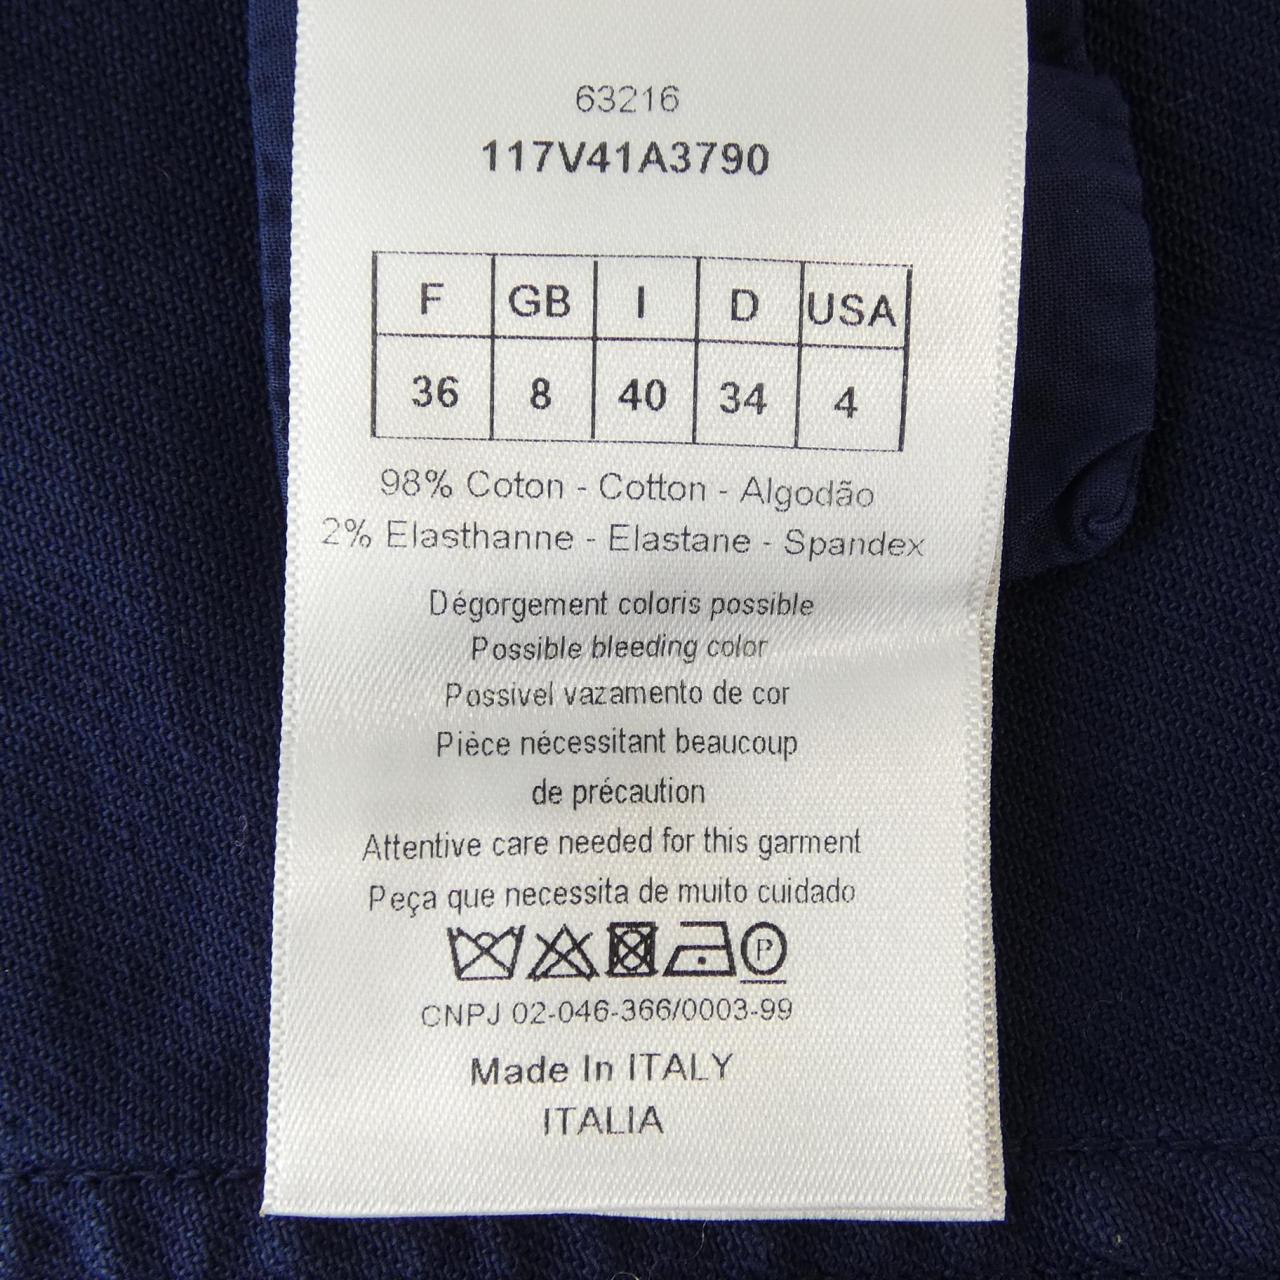 63216
117V41A3790
F GB I D USA
36 8 40 34 4
98% Coton - Cotton - Algodão
2% Elasthanne - Elastane - Spandex
Dégorgement coloris possible
Possible bleeding color
Possivel vazamento de cor
Pièce nécessitant beaucoup
de précaution
Attentive care needed for this garment
Peça que necessita de muito cuidado
P
CNPJ 02-046-366/0003-99
Made In ITALY
ITALIA